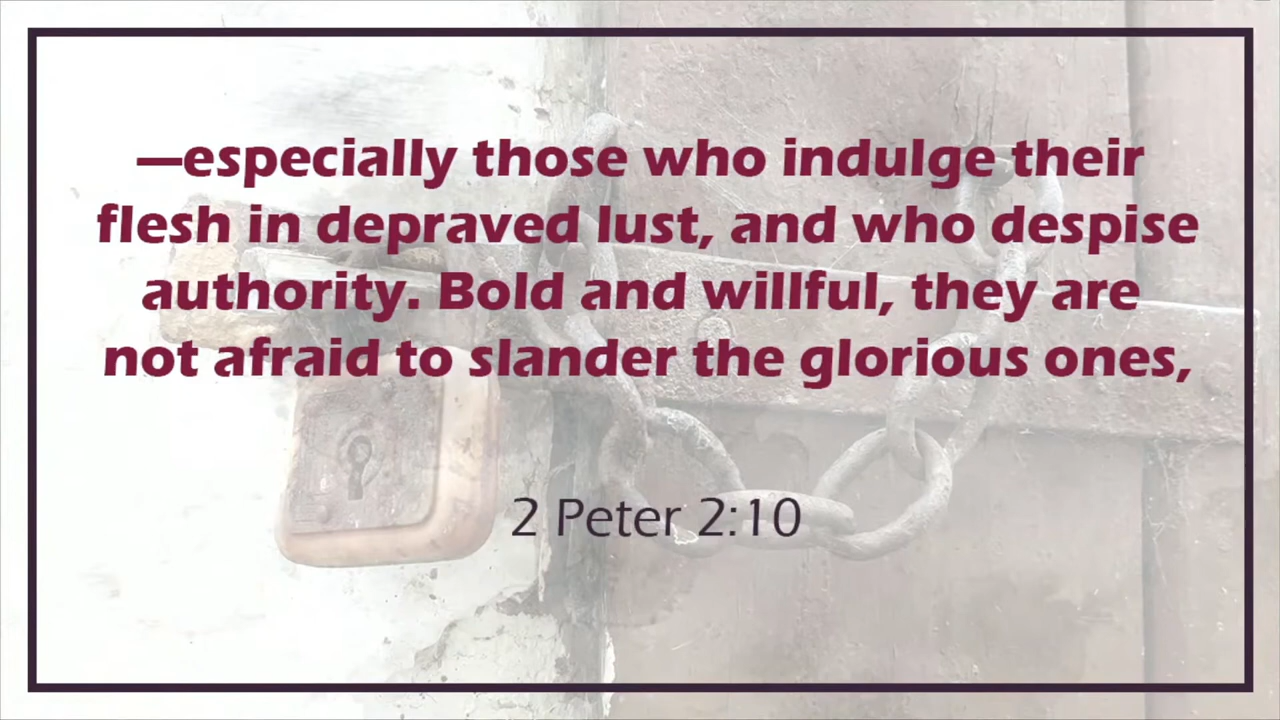 —especially those who indulge their
flesh in depraved lust, and who despise
authority. Bold and willful, they are
not afraid to slander the glorious ones,
2 Peter 2:10